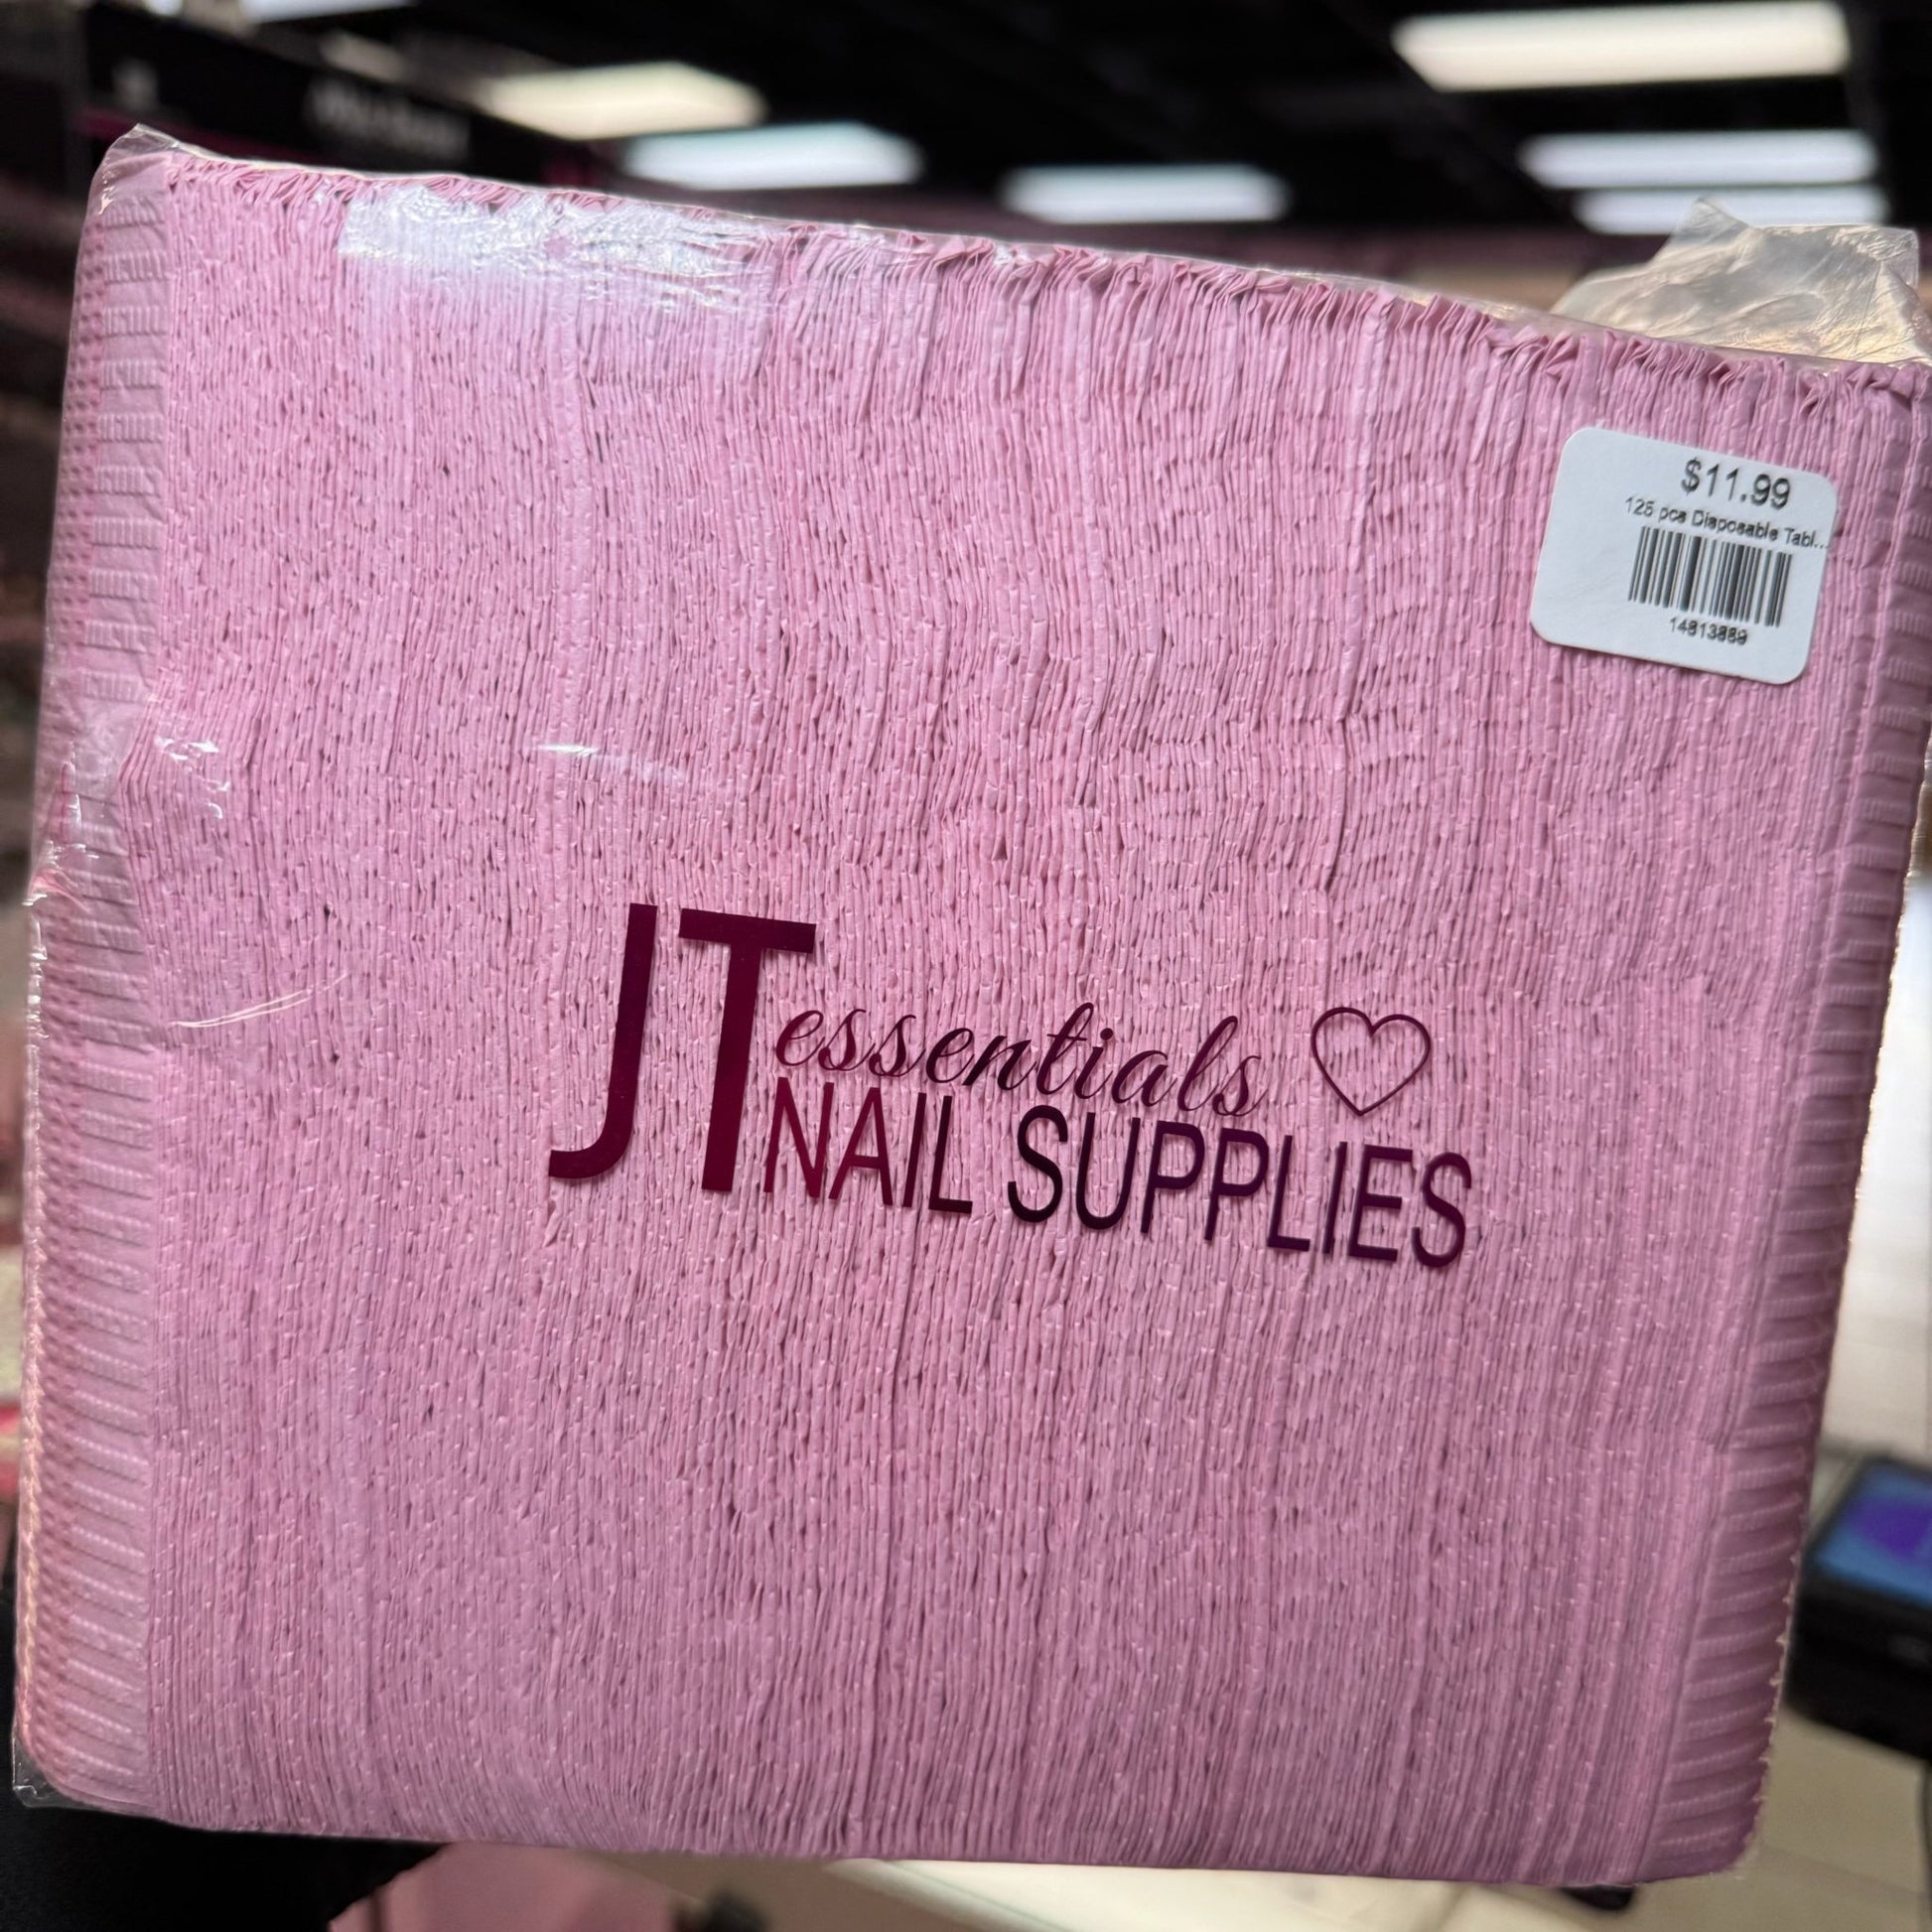 $11.99
125 pcs Disposable Tabl...
14813889
JT essentials
NAIL SUPPLIES